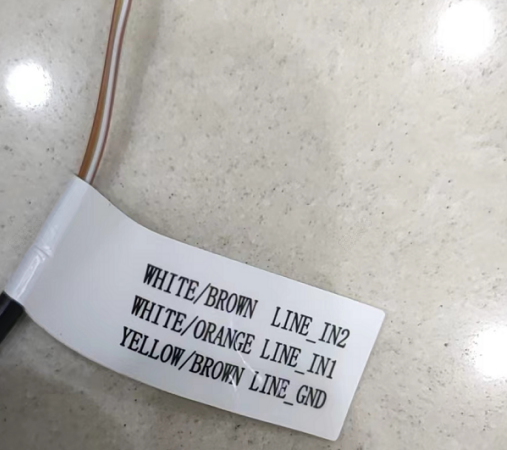 WHITE/BROWN LINE_IN2
WHITE/ORANGE LINE_IN1
YELLOW/BROWN LINE_GND